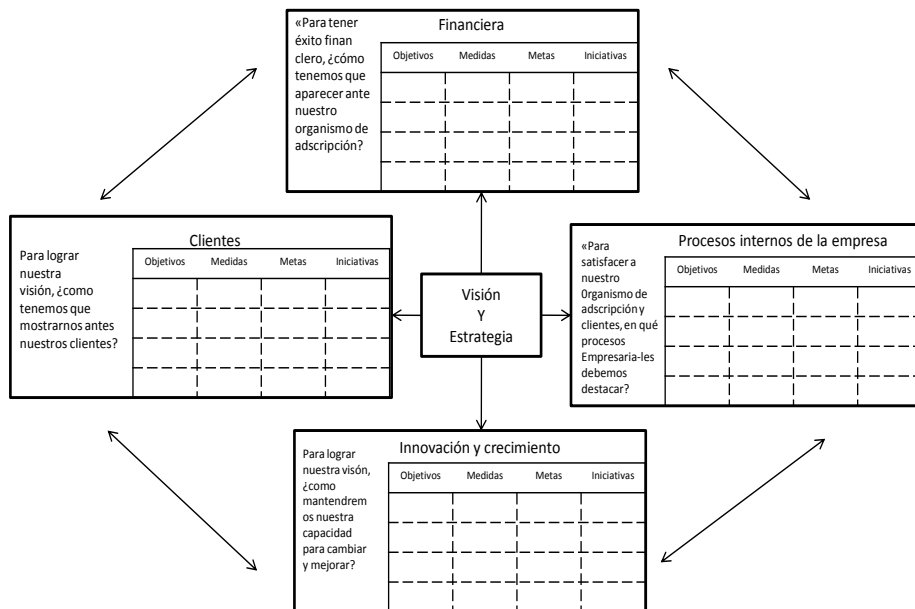 Financiera
«Para tener
éxito finan
clero, ¿cómo
tenemos que
aparecer ante
nuestro
organismo de
adscripción?
Objetivos Medidas Metas Iniciativas
Clientes
Para lograr
nuestra
visión, ¿como
tenemos que
mostrarnos antes
nuestros clientes?
Objetivos Medidas Metas Iniciativas
Visión
Y
Estrategia
Procesos internos de la empresa
«Para
satisfacer a
nuestro
Organismo de
adscripción y
clientes, en qué
procesos
Empresaria-les
debemos
destacar?
Objetivos Medidas Metas Iniciativas
Innovación y crecimiento
Para lograr
nuestra visón,
¿como
mantendrem
os nuestra
capacidad
para cambiar
y mejorar?
Objetivos Medidas Metas Iniciativas